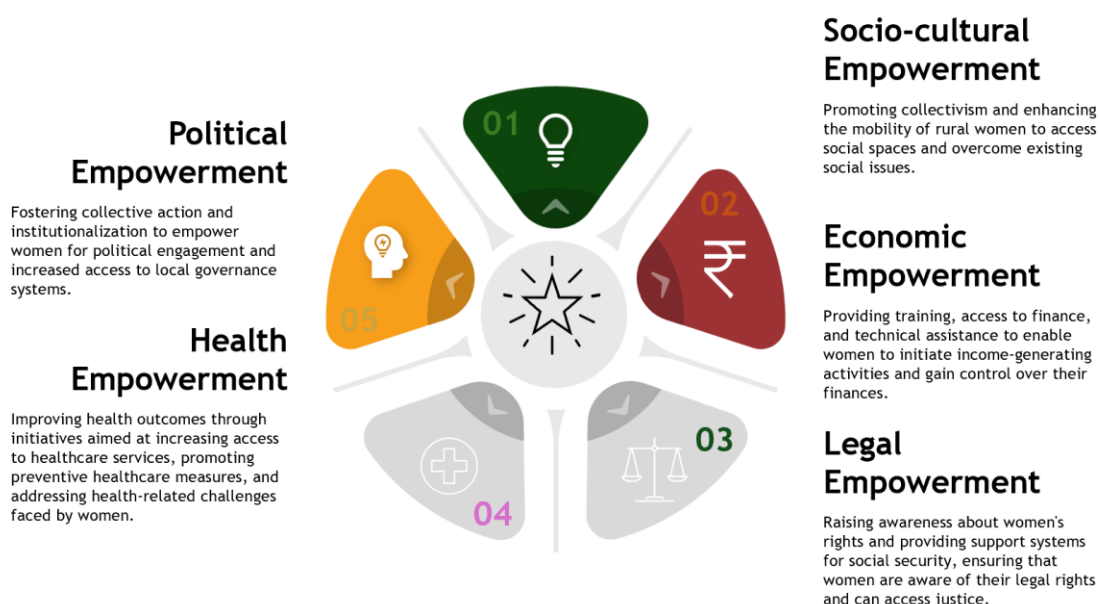 Socio-cultural
Empowerment
Promoting collectivism and enhancing
the mobility of rural women to access
social spaces and overcome existing
social issues.
Economic
Empowerment
Providing training, access to finance,
and technical assistance to enable
women to initiate income-generating
activities and gain control over their
finances.
Legal
Empowerment
Raising awareness about women's
rights and providing support systems
for social security, ensuring that
women are aware of their legal rights
and can access justice.
Political
Empowerment
Fostering collective action and
institutionalization to empower
women for political engagement and
increased access to local governance
systems.
Health
Empowerment
Improving health outcomes through
initiatives aimed at increasing access
to healthcare services, promoting
preventive healthcare measures, and
addressing health-related challenges
faced by women.
01
02
₹
03
04
05